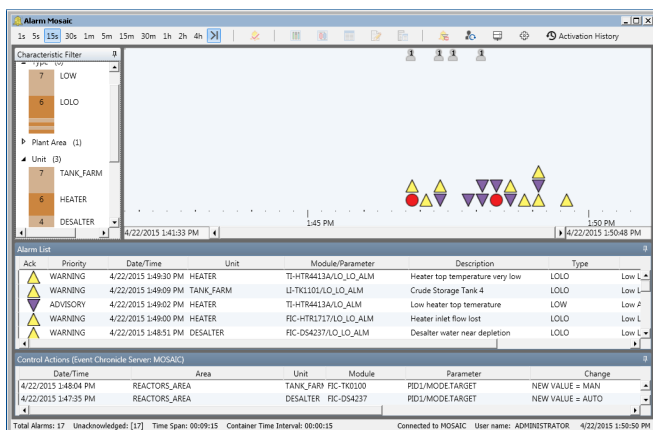 Alarm Mosaic
1s 5s 15s 30s 1m 5m 15m 30m 1h 2h 4h Activation History
Characteristic Filter
1 1 1 1
7 LOW
6 LOLO
Plant Area (1)
Unit (3)
7 TANK_FARM
6 HEATER
4 DESALTER
1:45 PM 1:50 PM
4/22/2015 1:41:33 PM 4/22/2015 1:50:48 PM
Alarm List
Ack Priority Date/Time Unit Module/Parameter Description Type
WARNING 4/22/2015 1:49:30 PM HEATER TI-HTR4413A/LO_LO_ALM Heater top temperature very low LOLO Low L
WARNING 4/22/2015 1:49:09 PM TANK_FARM LI-TK1101/LO_LO_ALM Crude Storage Tank 4 LOLO Low L
ADVISORY 4/22/2015 1:49:02 PM HEATER TI-HTR4413A/LO_ALM Low heater top temerature LOW Low A
WARNING 4/22/2015 1:49:00 PM HEATER FIC-HTR1717/LO_LO_ALM Heater inlet flow lost LOLO Low L
WARNING 4/22/2015 1:48:51 PM DESALTER FIC-DS4237/LO_LO_ALM Desalter water near depletion LOLO Low L
Control Actions (Event Chronicle Server: MOSAIC)
Date/Time Area Unit Module Parameter Change
4/22/2015 1:48:04 PM REACTORS_AREA TANK_FARM FIC-TK0100 PID1/MODE.TARGET NEW VALUE = MAN
4/22/2015 1:47:35 PM REACTORS_AREA DESALTER FIC-DS4237 PID1/MODE.TARGET NEW VALUE = AUTO
Total Alarms: 17 Unacknowledged: [17] Time Span: 00:09:15 Container Time Interval: 00:00:15 Connected to MOSAIC User name: ADMINISTRATOR 4/22/2015 1:50:50 PM